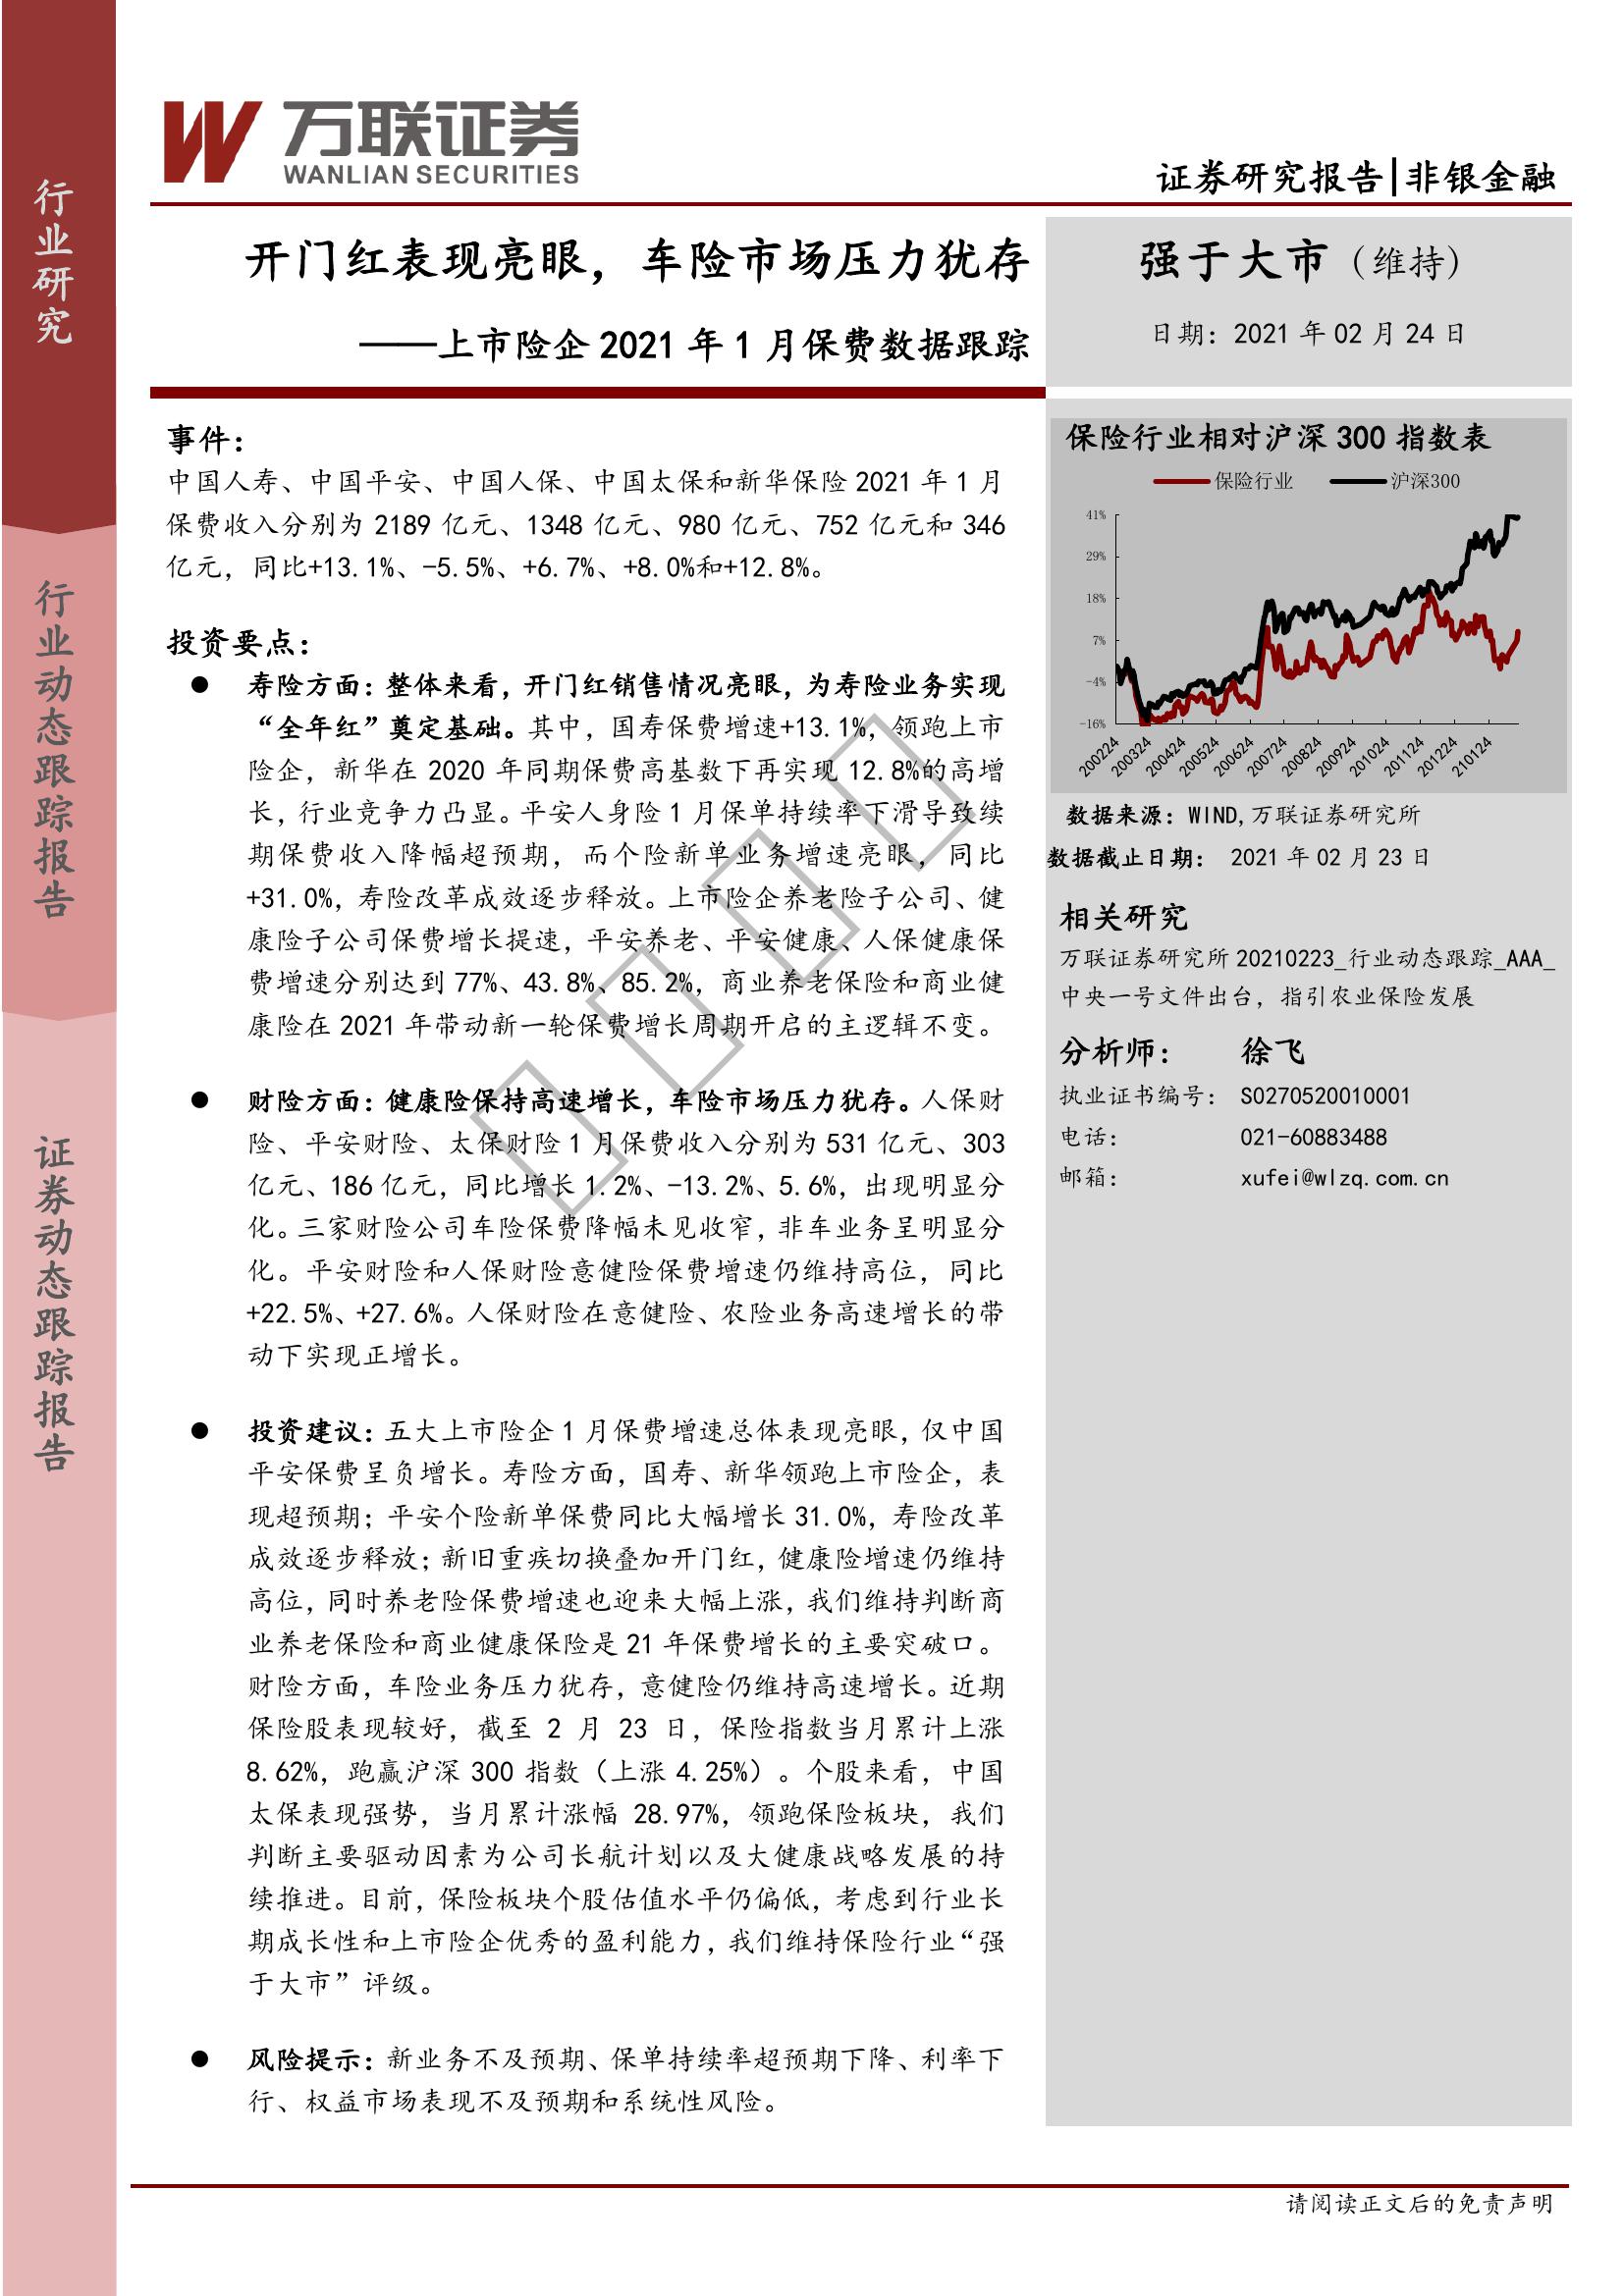 万联证券
WANLIAN SECURITIES
证券研究报告|非银金融
行业研究
行业动态跟踪报告
证券动态跟踪报告
开门红表现亮眼，车险市场压力犹存
——上市险企 2021 年 1 月保费数据跟踪
强于大市（维持）
日期：2021 年 02 月 24 日
事件：
中国人寿、中国平安、中国人保、中国太保和新华保险 2021 年 1 月
保费收入分别为 2189 亿元、1348 亿元、980 亿元、752 亿元和 346
亿元，同比+13.1%、-5.5%、+6.7%、+8.0%和+12.8%。
投资要点：
● 寿险方面：整体来看，开门红销售情况亮眼，为寿险业务实现
“全年红”奠定基础。其中，国寿保费增速+13.1%，领跑上市
险企，新华在 2020 年同期保费高基数下再实现 12.8%的高增
长，行业竞争力凸显。平安人身险 1 月保单持续率下滑导致续
期保费收入降幅超预期，而个险新单业务增速亮眼，同比
+31.0%，寿险改革成效逐步释放。上市险企养老险子公司、健
康险子公司保费增长提速，平安养老、平安健康、人保健康保
费增速分别达到 77%、43.8%、85.2%，商业养老保险和商业健
康险在 2021 年带动新一轮保费增长周期开启的主逻辑不变。
● 财险方面：健康险保持高速增长，车险市场压力犹存。人保财
险、平安财险、太保财险 1 月保费收入分别为 531 亿元、303
亿元、186 亿元，同比增长 1.2%、-13.2%、5.6%，出现明显分
化。三家财险公司车险保费降幅未见收窄，非车业务呈明显分
化。平安财险和人保财险意健险保费增速仍维持高位，同比
+22.5%、+27.6%。人保财险在意健险、农险业务高速增长的带
动下实现正增长。
● 投资建议：五大上市险企 1 月保费增速总体表现亮眼，仅中国
平安保费呈负增长。寿险方面，国寿、新华领跑上市险企，表
现超预期；平安个险新单保费同比大幅增长 31.0%，寿险改革
成效逐步释放；新旧重疾切换叠加开门红，健康险增速仍维持
高位，同时养老险保费增速也迎来大幅上涨，我们维持判断商
业养老保险和商业健康保险是 21 年保费增长的主要突破口。
财险方面，车险业务压力犹存，意健险仍维持高速增长。近期
保险股表现较好，截至 2 月 23 日，保险指数当月累计上涨
8.62%，跑赢沪深 300 指数（上涨 4.25%）。个股来看，中国
太保表现强势，当月累计涨幅 28.97%，领跑保险板块，我们
判断主要驱动因素为公司长航计划以及大健康战略发展的持
续推进。目前，保险板块个股估值水平仍偏低，考虑到行业长
期成长性和上市险企优秀的盈利能力，我们维持保险行业“强
于大市”评级。
● 风险提示：新业务不及预期、保单持续率超预期下降、利率下
行、权益市场表现不及预期和系统性风险。
保险行业相对沪深 300 指数表
保险行业 沪深300
41%
29%
18%
7%
-4%
-16%
200224 200324 200424 200524 200624 200724 200824 200924 201024 201124 201224 210124
数据来源：WIND,万联证券研究所
数据截止日期： 2021 年 02 月 23 日
相关研究
万联证券研究所 20210223_行业动态跟踪_AAA_
中央一号文件出台，指引农业保险发展
分析师： 徐飞
执业证书编号： S0270520010001
电话： 021-60883488
邮箱： xufei@wlzq.com.cn
请阅读正文后的免责声明